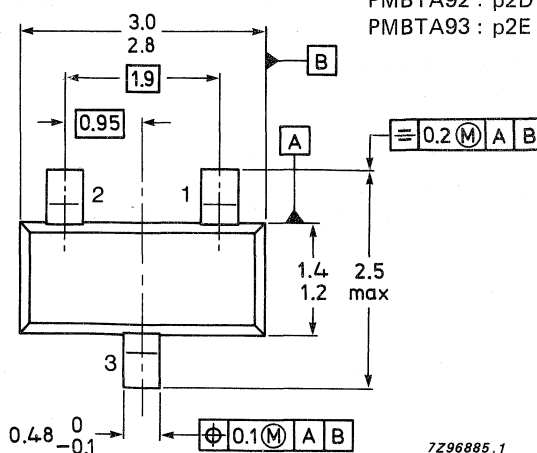 PMBTA92 : p2D
PMBTA93 : p2E
3.0
2.8
B
1.9
0.95
A
⌯ 0.2 Ⓜ A B
2
1
1.4
1.2
2.5
max
3
0.48 0
-0.1
⌖ 0.1 Ⓜ A B
7Z96885.1